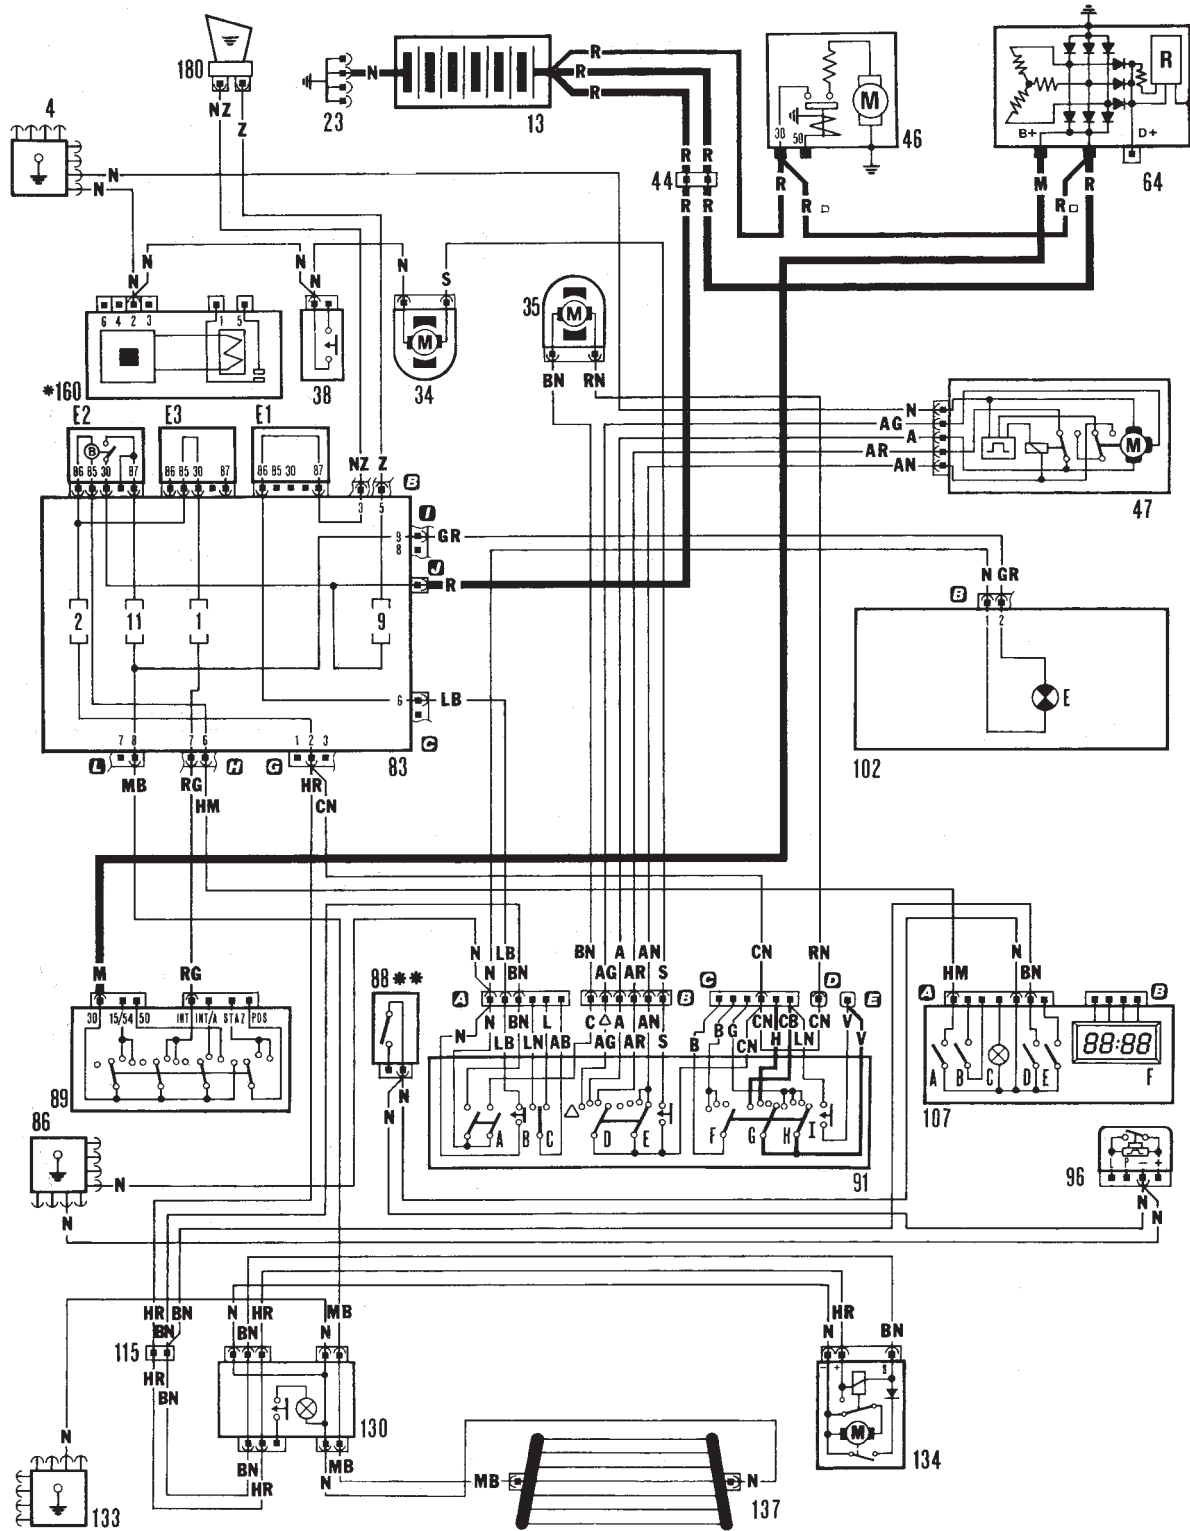 180
NZ
Z
4
N
N
23
N
13
R
R
R
R R
44
R R
M
30 50
46
R
R
R
B+ D+
64
M
R
R
N
N
N
N
N
S
6 4 2 3 1 5
*160
38
M
34
35
M
BN RN
N
AG
A
AR
AN
M
47
E2 E3 E1
B
86 85 30 87
86 85 30 87
86 85 30 87
NZ Z
B
3 5
I
9
8
GR
J
R
2 11 1 9
6
LB
C
7 8
7 6
1 2 3
L H G
83
MB RG HM HR CN
N GR
B
1 2
E
102
M RG
30 15/54 50 INT INT/A STAZ POS
89
88**
N
N
A
N LB
N BN
N
N BN L
LB LN AB
BN A AN
AG AR S
B
C A AN
AG AR S
C
CN RN
D E
B B G CN CN H CB LN CN V V
A B C D E F G H I
91
HM N BN
A B
88:88
A B C D E F
107
L P − +
96
N N
86
N
N
HR BN
BN
115
HR
BN
N HR
BN
MB
N
130
BN
HR
MB
N
N
133
MB N
137
HR
N
BN
− + S
M
134